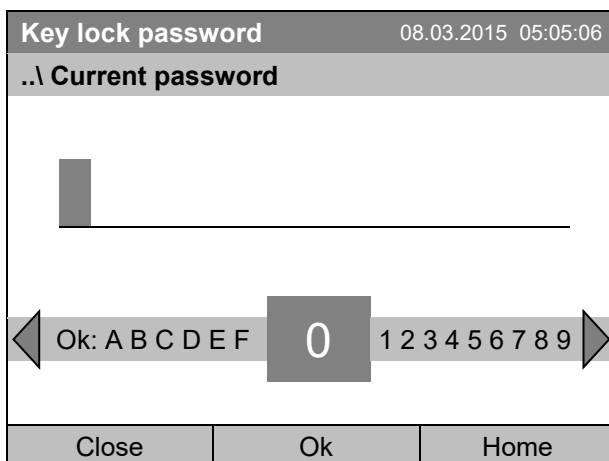 Key lock password 08.03.2015 05:05:06
..\ Current password
Ok: A B C D E F 0 1 2 3 4 5 6 7 8 9
Close Ok Home